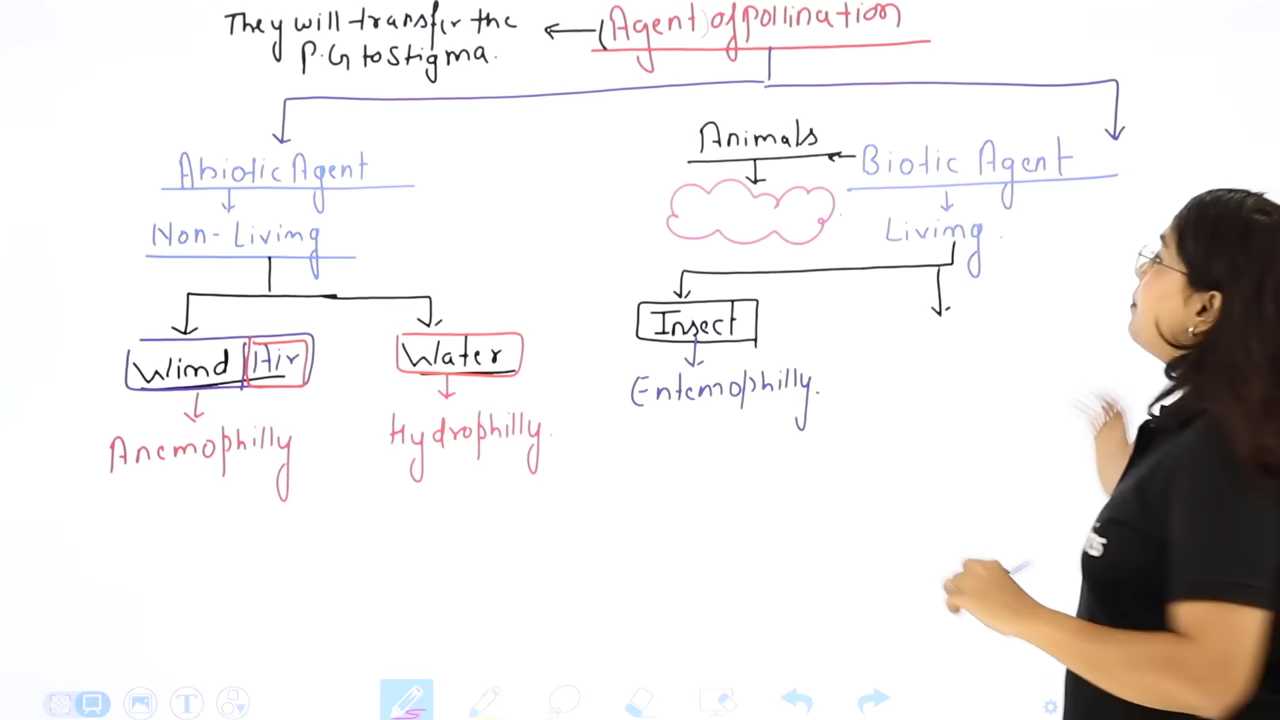 They will transfer the
P.G to stigma.
(Agent) of pollination
Abiotic Agent
Non-Living
Wind Air
Anemophilly
Water
Hydrophilly.
Animals
Biotic Agent
Living
Insect
Entemophilly.
T